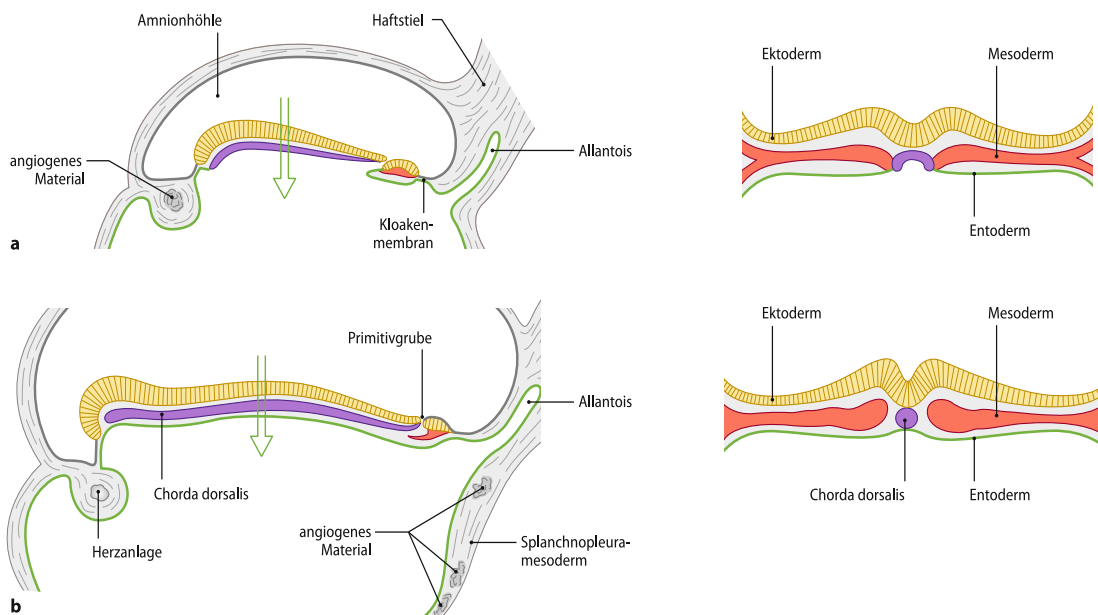 Amnionhöhle
Haftstiel
angiogenes
Material
Allantois
Kloaken-
membran
a
Ektoderm
Mesoderm
Entoderm
Primitivgrube
Allantois
Chorda dorsalis
Herzanlage
angiogenes
Material
Splanchnopleura-
mesoderm
b
Ektoderm
Mesoderm
Chorda dorsalis
Entoderm